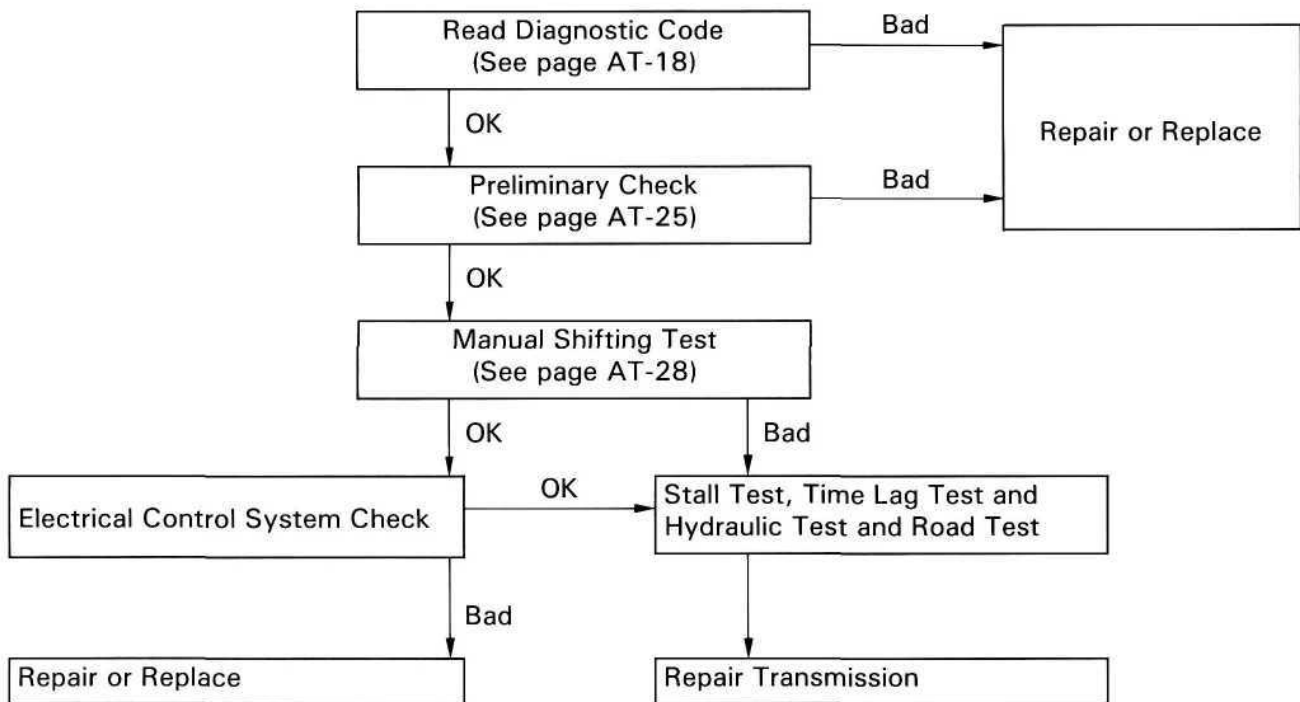 Read Diagnostic Code
(See page AT-18)
Bad
Repair or Replace
OK
Preliminary Check
(See page AT-25)
Bad
OK
Manual Shifting Test
(See page AT-28)
OK
Bad
Electrical Control System Check
OK
Stall Test, Time Lag Test and
Hydraulic Test and Road Test
Bad
Repair or Replace
Repair Transmission